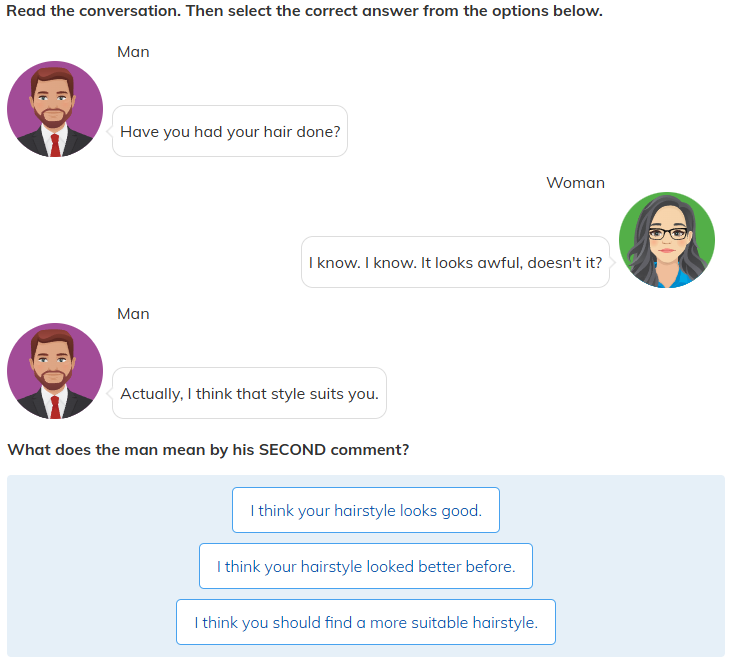 Read the conversation. Then select the correct answer from the options below.
Man
Have you had your hair done?
Woman
I know. I know. It looks awful, doesn't it?
Man
Actually, I think that style suits you.
What does the man mean by his SECOND comment?
I think your hairstyle looks good.
I think your hairstyle looked better before.
I think you should find a more suitable hairstyle.